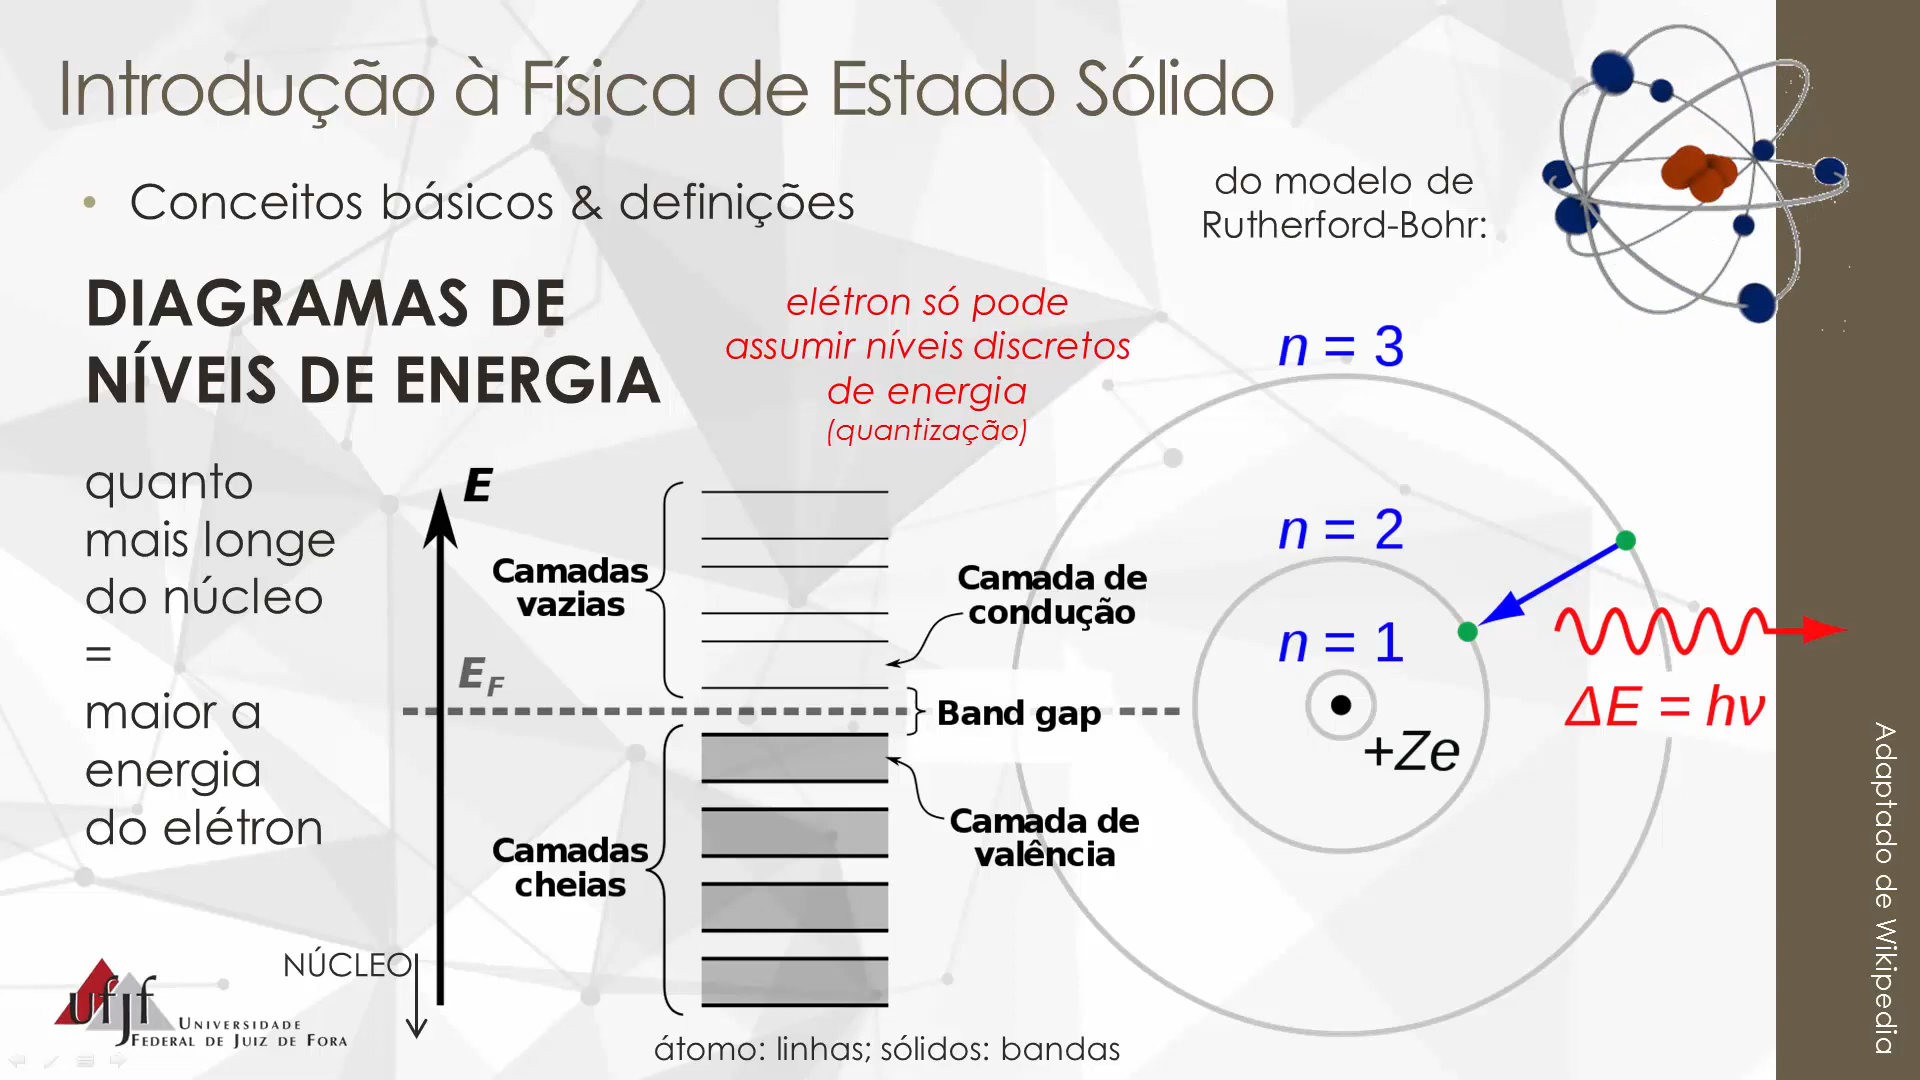 Introdução à Física de Estado Sólido
• Conceitos básicos & definições
do modelo de
Rutherford-Bohr:
DIAGRAMAS DE
NÍVEIS DE ENERGIA
elétron só pode
assumir níveis discretos
de energia
(quantização)
quanto
mais longe
do núcleo
=
maior a
energia
do elétron
NÚCLEO
E
Camadas
vazias
E_F
Camadas
cheias
Camada de
condução
Band gap
Camada de
valência
átomo: linhas; sólidos: bandas
n = 3
n = 2
n = 1
+Ze
ΔE = hν
Adaptado de Wikipedia
ufjf
UNIVERSIDADE
FEDERAL DE JUIZ DE FORA